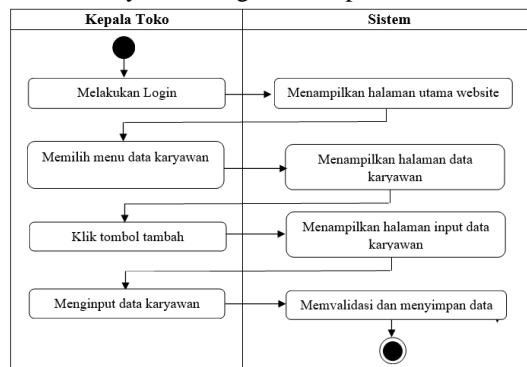 Kepala Toko
Sistem
Melakukan Login
Menampilkan halaman utama website
Memilih menu data karyawan
Menampilkan halaman data
karyawan
Klik tombol tambah
Menampilkan halaman input data
karyawan
Menginput data karyawan
Memvalidasi dan menyimpan data